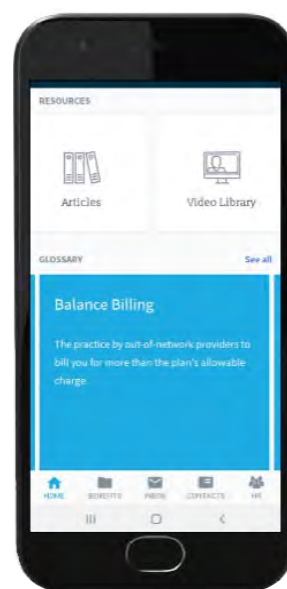 RESOURCES
Articles Video Library
GLOSSARY See all
Balance Billing
The practice by out-of-network providers to
bill you for more than the plan's allowable
charge.
HOME BENEFITS INBOX CONTACTS HR